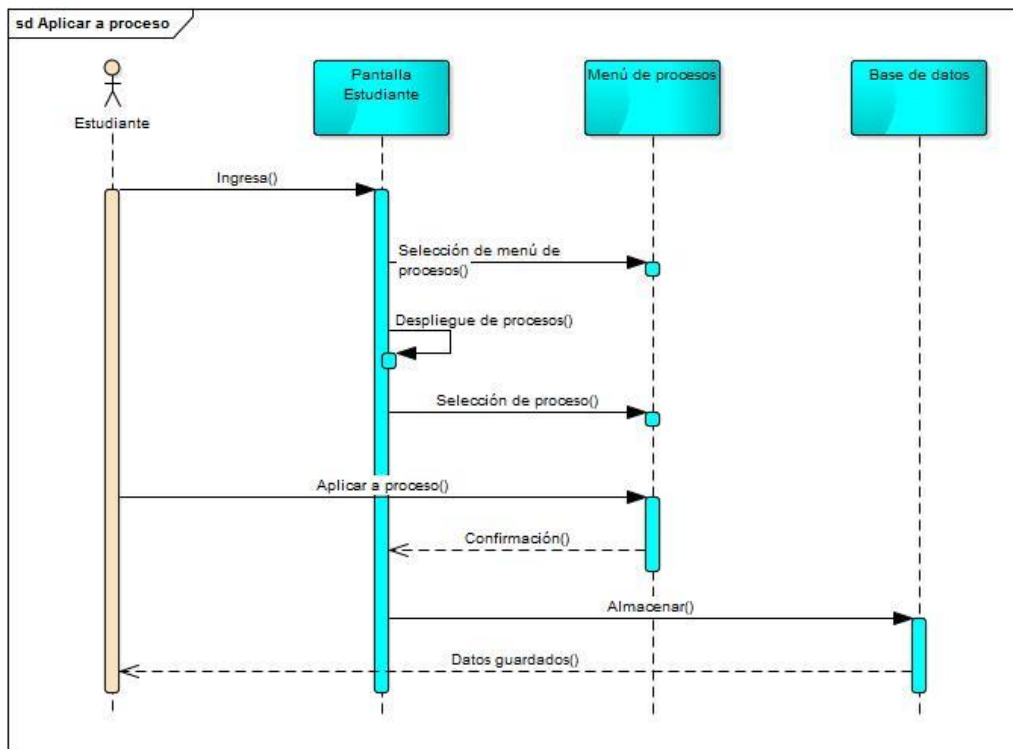 sd Aplicar a proceso
Estudiante
Pantalla
Estudiante
Menú de procesos
Base de datos
Ingresa()
Selección de menú de
procesos()
Despliegue de procesos()
Selección de proceso()
Aplicar a proceso()
Confirmación()
Almacenar()
Datos guardados()